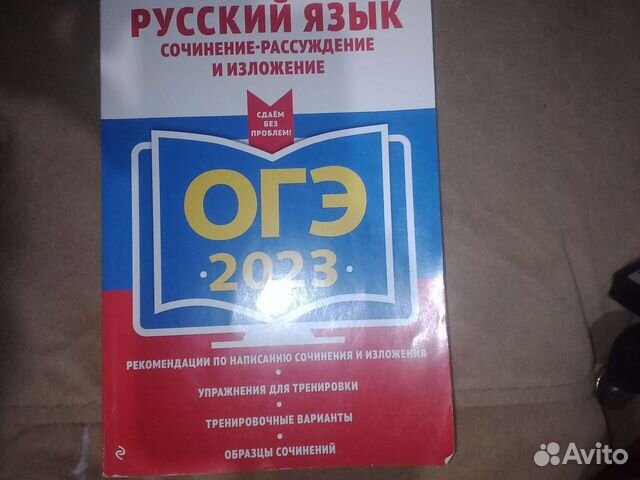 РУССКИЙ ЯЗЫК
СОЧИНЕНИЕ-РАССУЖДЕНИЕ
И ИЗЛОЖЕНИЕ
СДАЁМ
БЕЗ
ПРОБЛЕМ!
ОГЭ
·2023·
РЕКОМЕНДАЦИИ ПО НАПИСАНИЮ СОЧИНЕНИЯ И ИЗЛОЖЕНИЯ
•
УПРАЖНЕНИЯ ДЛЯ ТРЕНИРОВКИ
•
ТРЕНИРОВОЧНЫЕ ВАРИАНТЫ
•
ОБРАЗЦЫ СОЧИНЕНИЙ
Avito